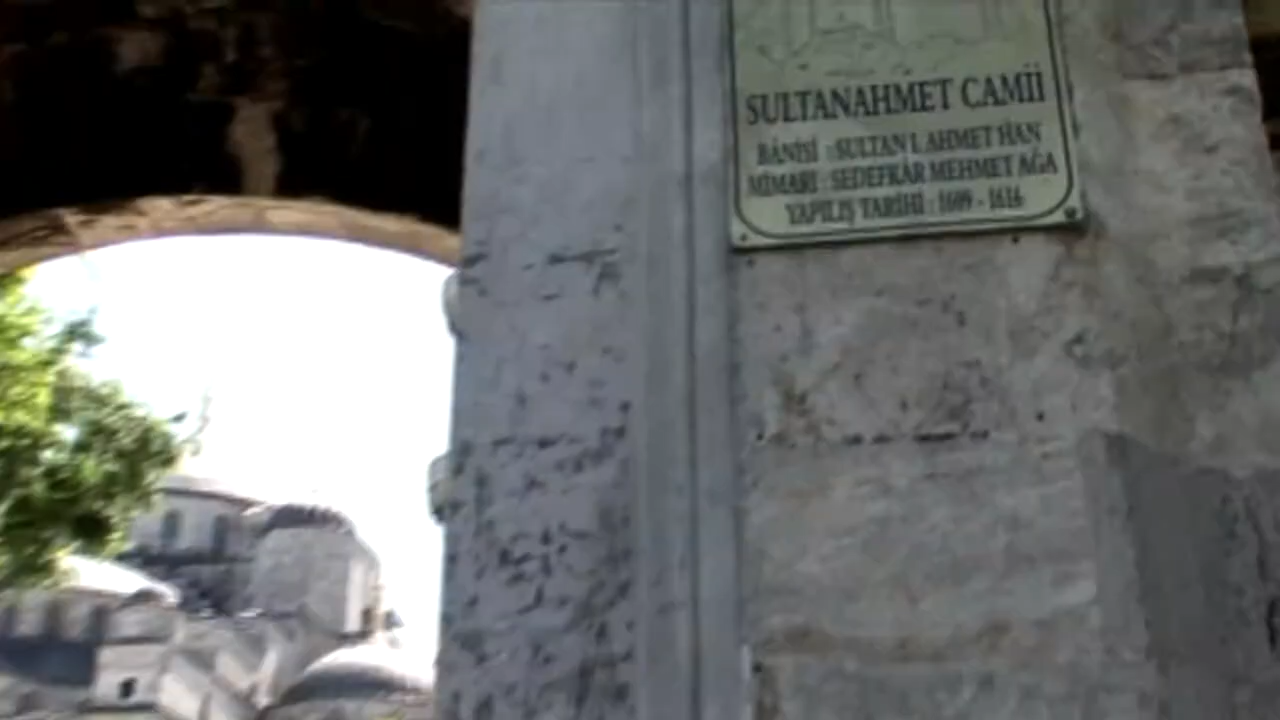 SULTANAHMET CAMİİ
BÂNİSİ : SULTAN I. AHMET HAN
MİMARI : SEDEFKÂR MEHMET AĞA
YAPILIŞ TARİHİ : 1609 - 1616